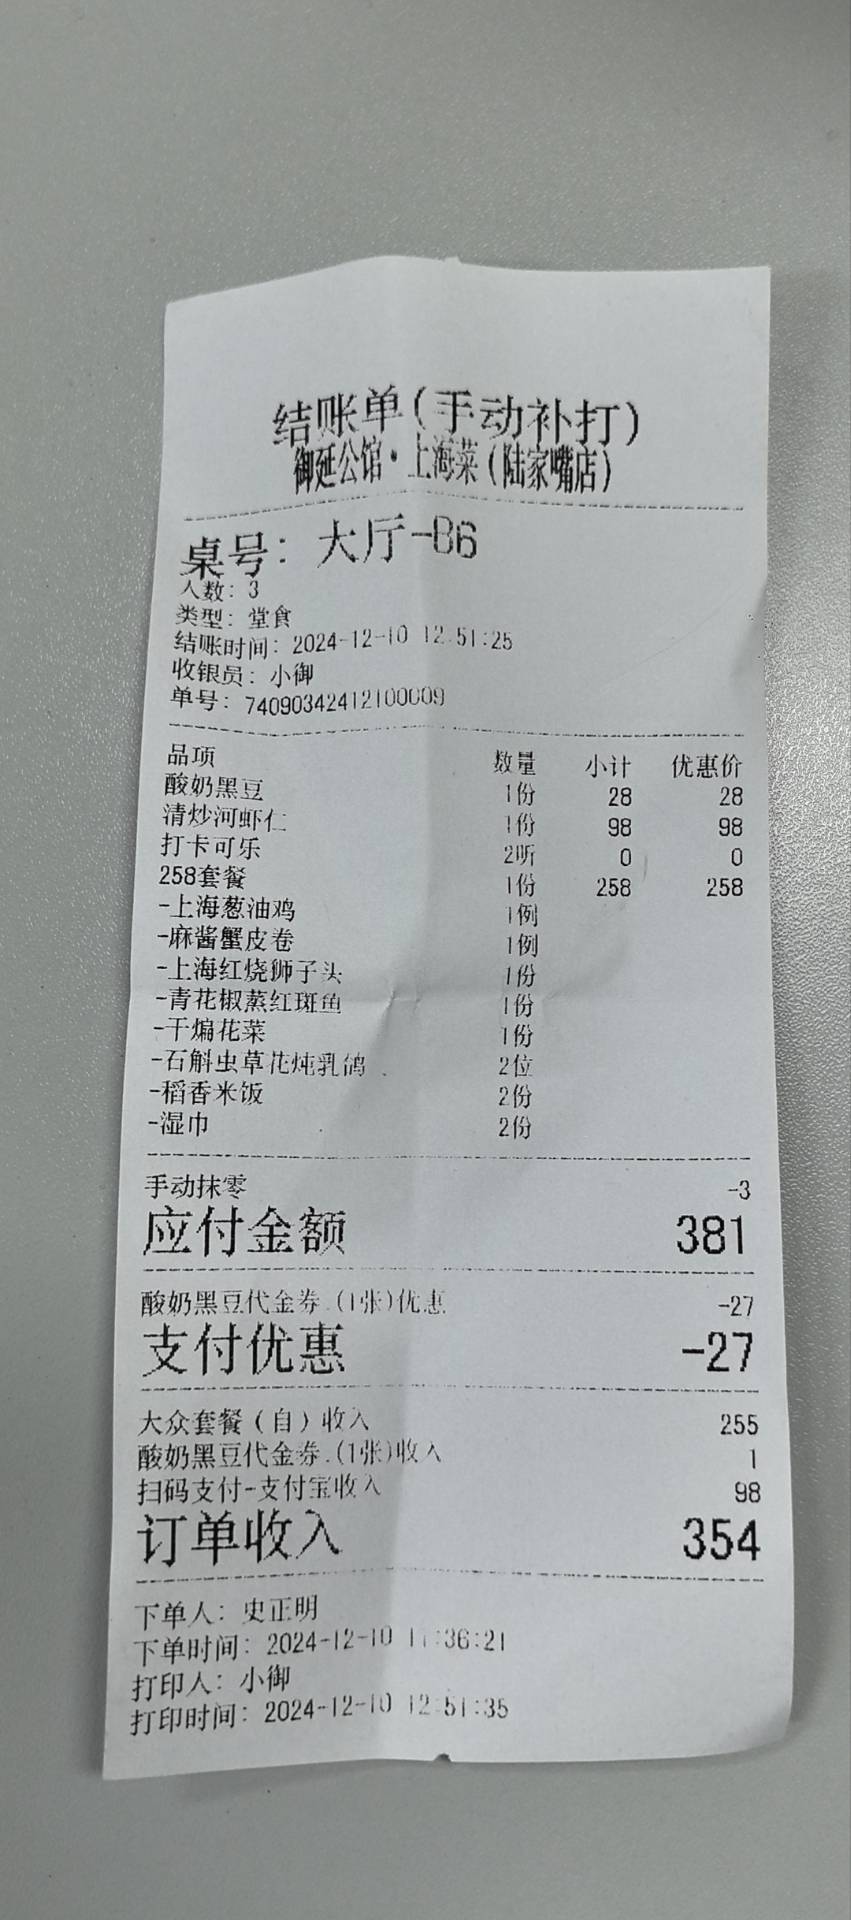 结账单(手动补打)
御延公馆·上海菜(陆家嘴店)
桌号: 大厅-B6
人数: 3
类型: 堂食
结账时间: 2024-12-10 12:51:25
收银员: 小御
单号: 74090342412100009
品项 数量 小计 优惠价
酸奶黑豆 1份 28 28
清炒河虾仁 1份 98 98
打卡可乐 2听 0 0
258套餐 1份 258 258
-上海葱油鸡 1例
-麻酱蟹皮卷 1例
-上海红烧狮子头 1份
-青花椒蒸红斑鱼 1份
-干煸花菜 1份
-石斛虫草花炖乳鸽 2位
-稻香米饭 2份
-湿巾 2份
手动抹零 -3
应付金额 381
酸奶黑豆代金券.(1张)优惠 -27
支付优惠 -27
大众套餐(自)收入 255
酸奶黑豆代金券.(1张)收入 1
扫码支付-支付宝收入 98
订单收入 354
下单人: 史正明
下单时间: 2024-12-10 11:36:21
打印人: 小御
打印时间: 2024-12-10 12:51:35